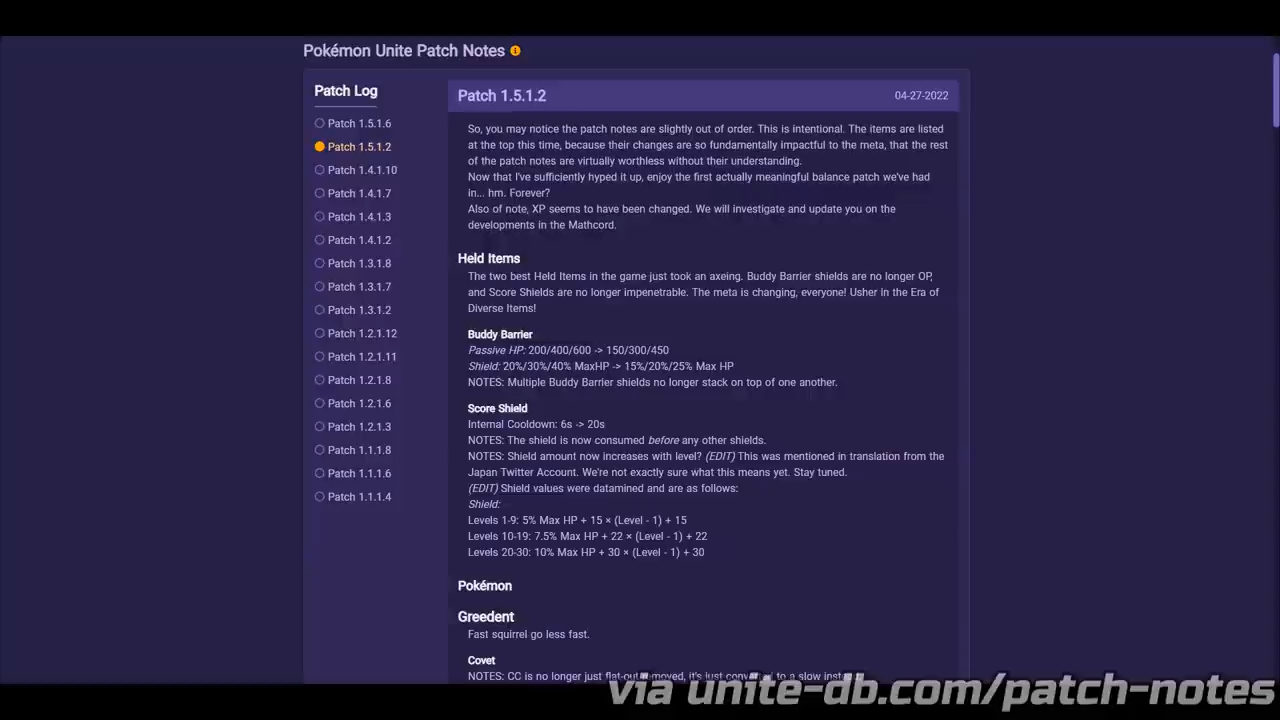 Pokémon Unite Patch Notes
Patch Log
Patch 1.5.1.6
Patch 1.5.1.2
Patch 1.4.1.10
Patch 1.4.1.7
Patch 1.4.1.3
Patch 1.4.1.2
Patch 1.3.1.8
Patch 1.3.1.7
Patch 1.3.1.2
Patch 1.2.1.12
Patch 1.2.1.11
Patch 1.2.1.8
Patch 1.2.1.6
Patch 1.2.1.3
Patch 1.1.1.8
Patch 1.1.1.6
Patch 1.1.1.4
Patch 1.5.1.2 04-27-2022
So, you may notice the patch notes are slightly out of order. This is intentional. The items are listed
at the top this time, because their changes are so fundamentally impactful to the meta, that the rest
of the patch notes are virtually worthless without their understanding.
Now that I've sufficiently hyped it up, enjoy the first actually meaningful balance patch we've had
in... hm. Forever?
Also of note, XP seems to have been changed. We will investigate and update you on the
developments in the Mathcord.
Held Items
The two best Held Items in the game just took an axeing. Buddy Barrier shields are no longer OP,
and Score Shields are no longer impenetrable. The meta is changing, everyone! Usher in the Era of
Diverse Items!
Buddy Barrier
Passive HP: 200/400/600 -> 150/300/450
Shield: 20%/30%/40% MaxHP -> 15%/20%/25% Max HP
NOTES: Multiple Buddy Barrier shields no longer stack on top of one another.
Score Shield
Internal Cooldown: 6s -> 20s
NOTES: The shield is now consumed before any other shields.
NOTES: Shield amount now increases with level? (EDIT) This was mentioned in translation from the
Japan Twitter Account. We're not exactly sure what this means yet. Stay tuned.
(EDIT) Shield values were datamined and are as follows:
Shield:
Levels 1-9: 5% Max HP + 15 × (Level - 1) + 15
Levels 10-19: 7.5% Max HP + 22 × (Level - 1) + 22
Levels 20-30: 10% Max HP + 30 × (Level - 1) + 30
Pokémon
Greedent
Fast squirrel go less fast.
Covet
NOTES: CC is no longer just flat-out it's just to a slow
via unite-db.com/patch-notes